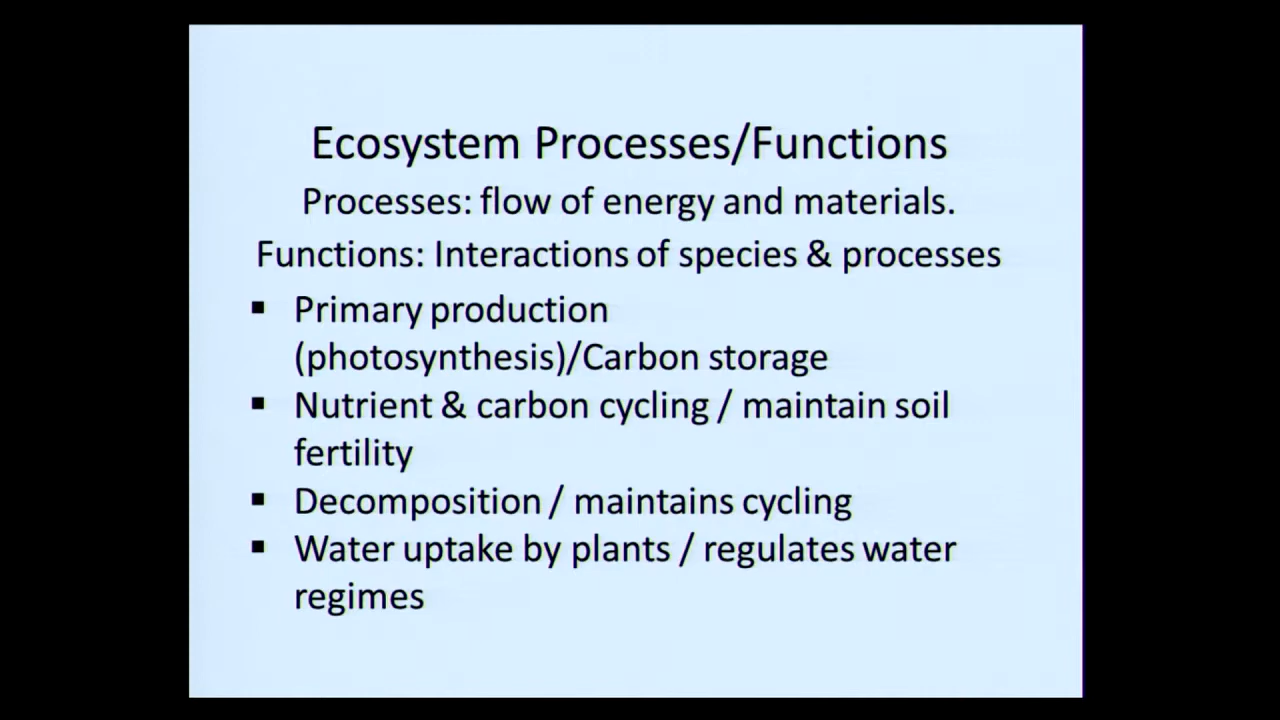 Ecosystem Processes/Functions
Processes: flow of energy and materials.
Functions: Interactions of species & processes
▪ Primary production
(photosynthesis)/Carbon storage
▪ Nutrient & carbon cycling / maintain soil
fertility
▪ Decomposition / maintains cycling
▪ Water uptake by plants / regulates water
regimes